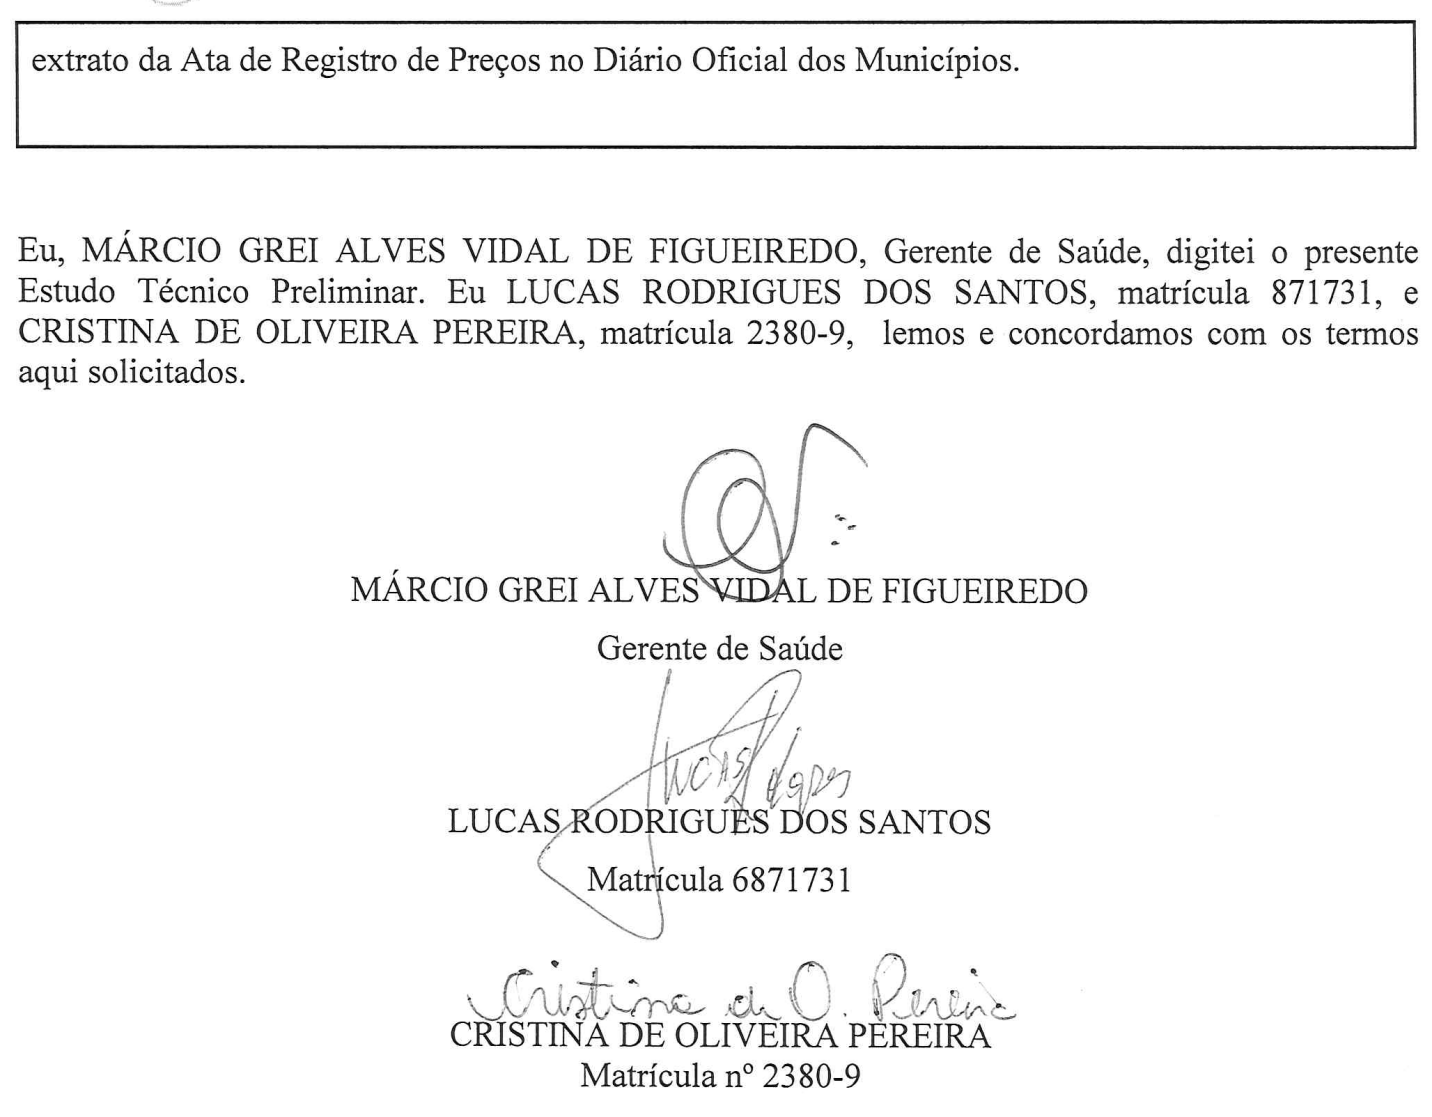 extrato da Ata de Registro de Preços no Diário Oficial dos Municípios.
Eu, MÁRCIO GREI ALVES VIDAL DE FIGUEIREDO, Gerente de Saúde, digitei o presente
Estudo Técnico Preliminar. Eu LUCAS RODRIGUES DOS SANTOS, matrícula 871731, e
CRISTINA DE OLIVEIRA PEREIRA, matrícula 2380-9, lemos e concordamos com os termos
aqui solicitados.
MÁRCIO GREI ALVES VIDAL DE FIGUEIREDO
Gerente de Saúde
Lucas
LUCAS RODRIGUES DOS SANTOS
Matrícula 6871731
Cristina de O. Pereira
CRISTINA DE OLIVEIRA PEREIRA
Matrícula nº 2380-9